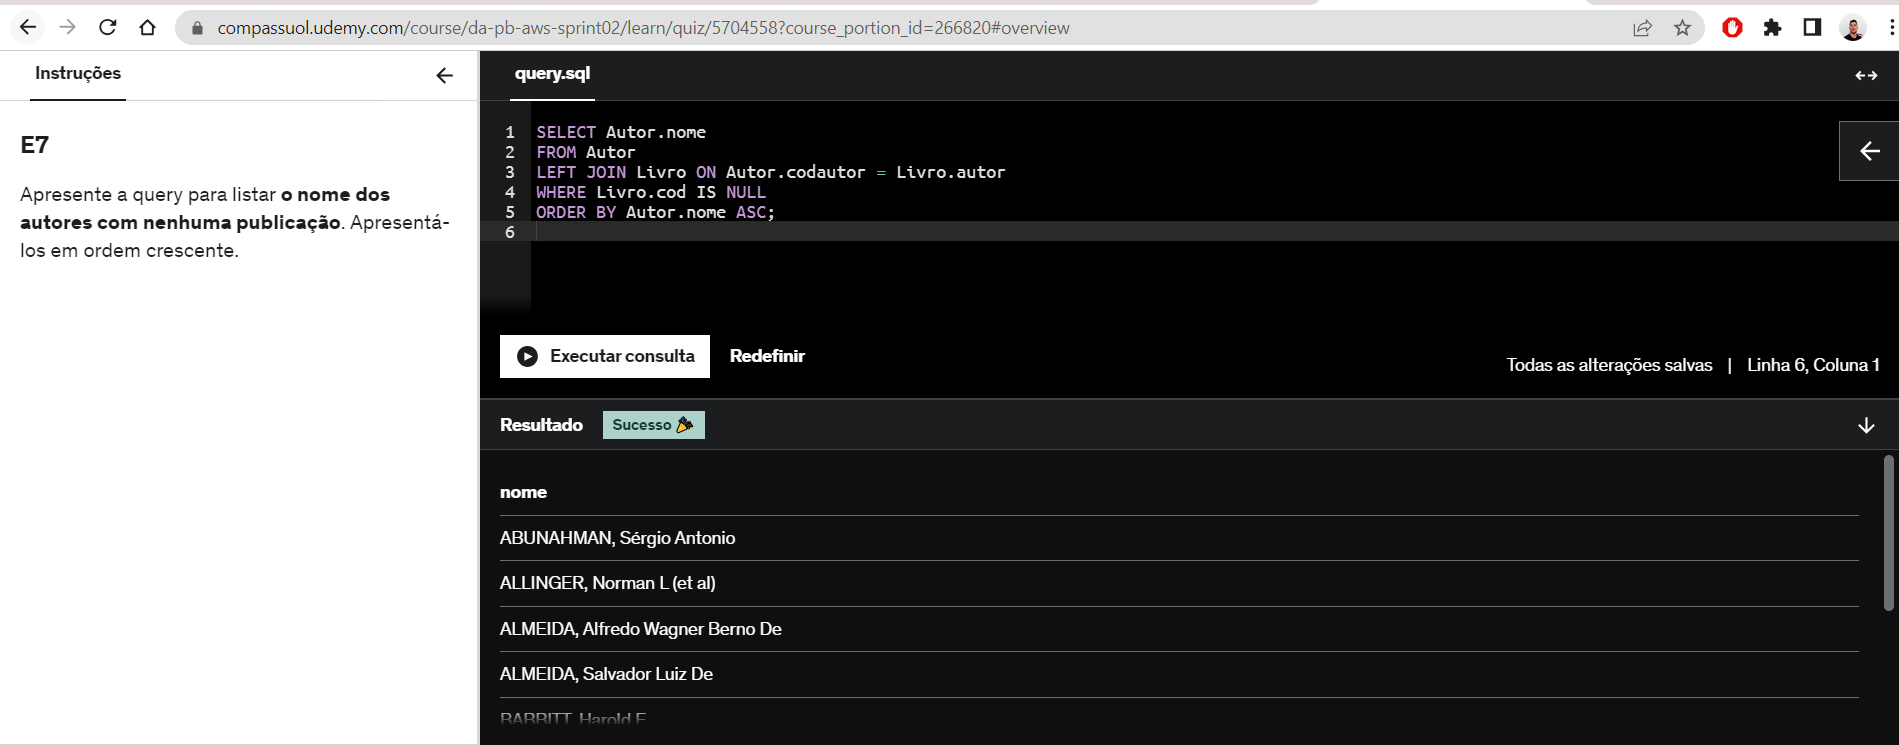 compassuol.udemy.com/course/da-pb-aws-sprint02/learn/quiz/5704558?course_portion_id=266820#overview
Instruções
query.sql
E7
Apresente a query para listar o nome dos
autores com nenhuma publicação. Apresentá-
los em ordem crescente.
1 SELECT Autor.nome
2 FROM Autor
3 LEFT JOIN Livro ON Autor.codautor = Livro.autor
4 WHERE Livro.cod IS NULL
5 ORDER BY Autor.nome ASC;
6
Executar consulta Redefinir
Todas as alterações salvas | Linha 6, Coluna 1
Resultado Sucesso
nome
ABUNAHMAN, Sérgio Antonio
ALLINGER, Norman L (et al)
ALMEIDA, Alfredo Wagner Berno De
ALMEIDA, Salvador Luiz De
BABBITT, Harold E